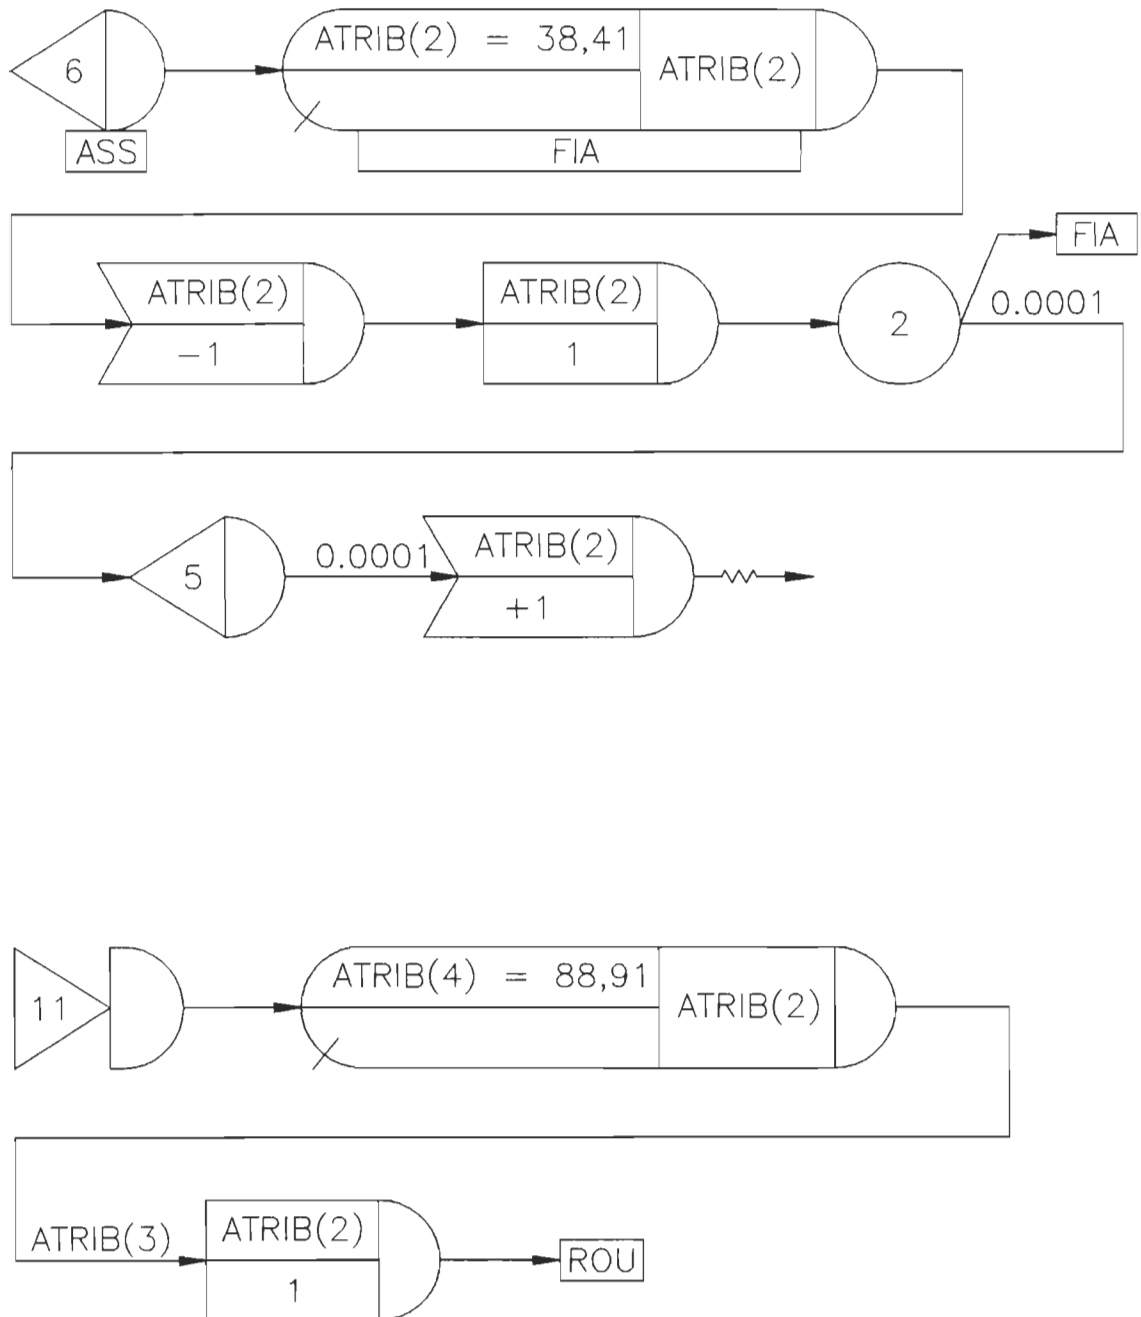 6
ATRIB(2) = 38,41
ATRIB(2)
ASS
FIA
FIA
ATRIB(2)
-1
ATRIB(2)
1
2
0.0001
5
0.0001
ATRIB(2)
+1
11
ATRIB(4) = 88,91
ATRIB(2)
ATRIB(3)
ATRIB(2)
1
ROU